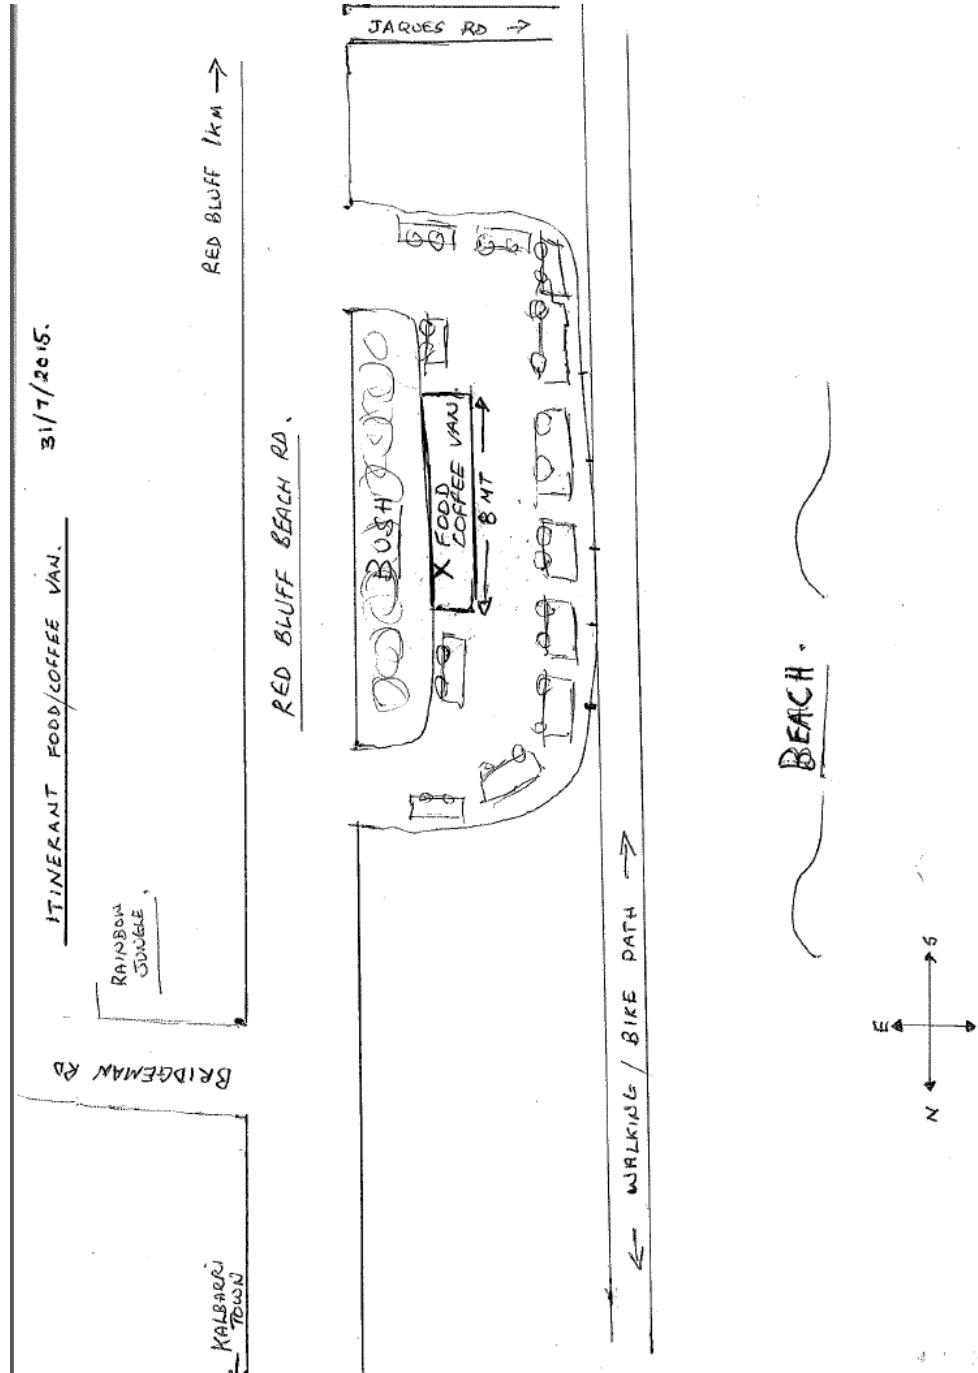 ITINERANT FOOD/COFFEE VAN. 31/7/2015.
RAINBOW
JUNGLE.
RED BLUFF 1KM →
BRIDGEMAN RD
← KALBARRI
TOWN
RED BLUFF BEACH RD.
JAQUES RD →
BUSH
X FOOD
COFFEE VAN
← 8 MT →
← WALKING / BIKE PATH →
BEACH.
E
N S